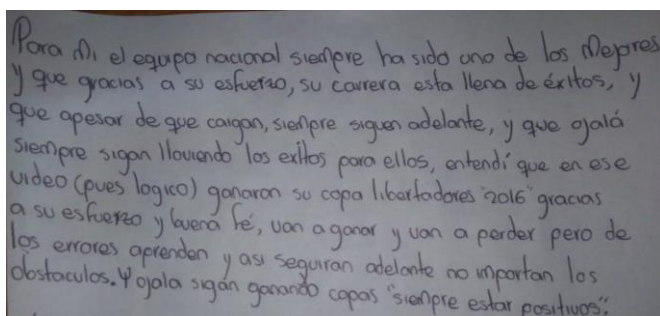 Para Mi el equpo nacional siempre ha sido uno de los Mejores
y que gracias a su esfuerzo, su carrera esta llena de éxitos, y
que apesar de que caigan, siempre siguen adelante, y que ojalá
siempre sigan lloviendo los exitos para ellos, entendí que en ese
video (pues logico) ganaron su copa libertadores "2016" gracias
a su esfuerzo y buena fé, van a ganar y van a perder pero de
los errores aprenden y asi seguiran adelante no importan los
obstaculos. Y ojala sigán ganando copas "siempre estar positivos".